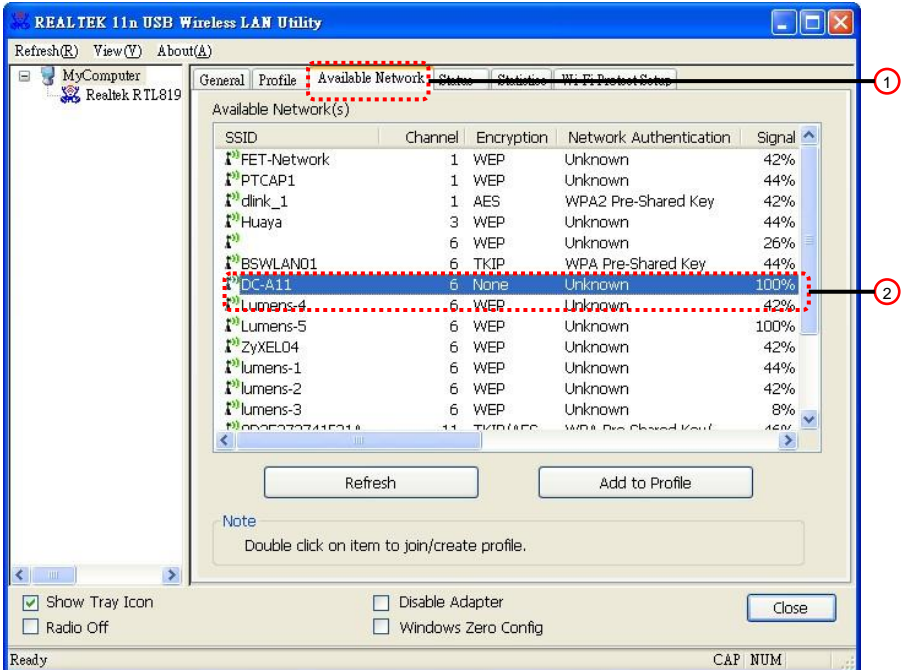 REALTEK 11n USB Wireless LAN Utility
Refresh(R) View(V) About(A)
MyComputer
Realtek RTL819
General Profile Available Network Status Statistics Wi-Fi Protect Setup
1
Available Network(s)
SSID Channel Encryption Network Authentication Signal
FET-Network 1 WEP Unknown 42%
PTCAP1 1 WEP Unknown 44%
dlink_1 1 AES WPA2 Pre-Shared Key 42%
Huaya 3 WEP Unknown 44%
6 WEP Unknown 26%
BSWLAN01 6 TKIP WPA Pre-Shared Key 44%
DC-A11 6 None Unknown 100%
2
Lumens-4 6 WEP Unknown 42%
Lumens-5 6 WEP Unknown 100%
ZyXEL04 6 WEP Unknown 42%
lumens-1 6 WEP Unknown 44%
lumens-2 6 WEP Unknown 42%
lumens-3 6 WEP Unknown 8%
11 WPA Pre-Shared 46%
Refresh Add to Profile
Note
Double click on item to join/create profile.
Show Tray Icon Disable Adapter
Radio Off Windows Zero Config
Close
Ready CAP NUM